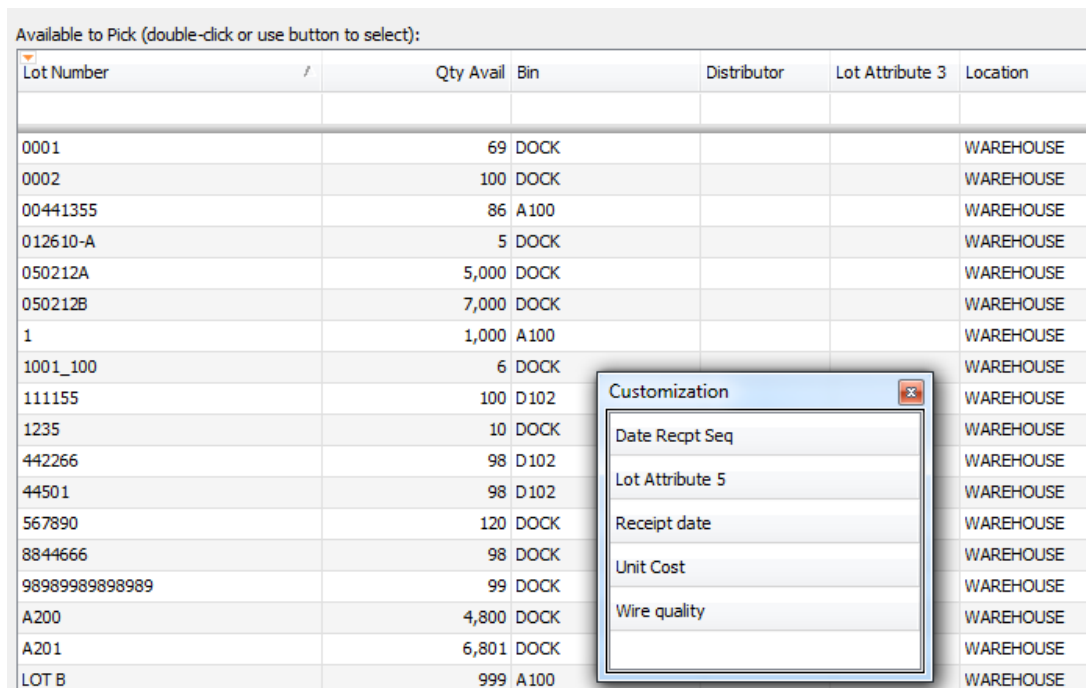 Available to Pick (double-click or use button to select):
Lot Number / Qty Avail Bin Distributor Lot Attribute 3 Location
0001 69 DOCK WAREHOUSE
0002 100 DOCK WAREHOUSE
00441355 86 A100 WAREHOUSE
012610-A 5 DOCK WAREHOUSE
050212A 5,000 DOCK WAREHOUSE
050212B 7,000 DOCK WAREHOUSE
1 1,000 A100 WAREHOUSE
1001_100 6 DOCK WAREHOUSE
111155 100 D102 WAREHOUSE
1235 10 DOCK WAREHOUSE
442266 98 D102 WAREHOUSE
44501 98 D102 WAREHOUSE
567890 120 DOCK WAREHOUSE
8844666 98 DOCK WAREHOUSE
98989989898989 99 DOCK WAREHOUSE
A200 4,800 DOCK WAREHOUSE
A201 6,801 DOCK WAREHOUSE
LOT B 999 A100 WAREHOUSE
Customization
Date Recpt Seq
Lot Attribute 5
Receipt date
Unit Cost
Wire quality